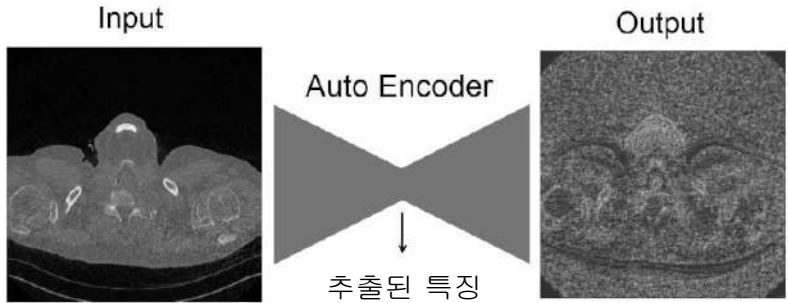 Input
Output
Auto Encoder
추출된 특징